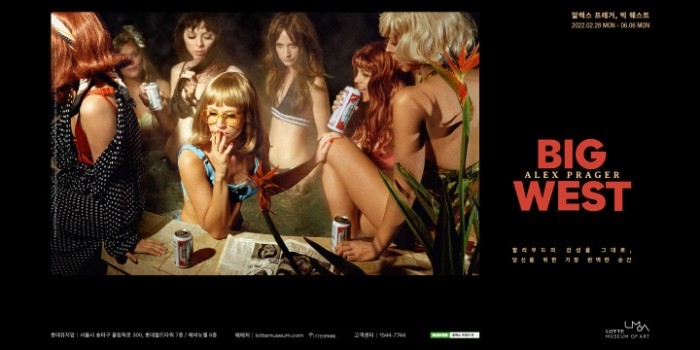 알렉스 프레거, 빅 웨스트
2022.02.28 MON - 06.06 MON
BIG
ALEX PRAGER
WEST
할리우드의 감성을 그대로,
당신을 위한 가장 완벽한 순간
롯데뮤지엄 | 서울시 송파구 올림픽로 300, 롯데월드타워 7층 / 에비뉴엘 6층
예매처 | lottemuseum.com
고객센터 | 1544-7744
LMOA
LOTTE
MUSEUM OF ART